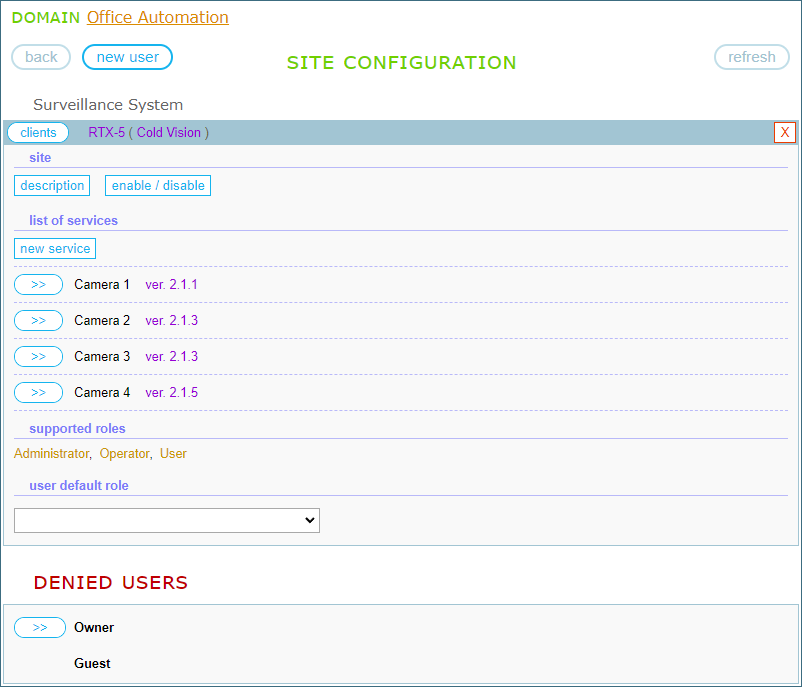 DOMAIN Office Automation
back new user SITE CONFIGURATION refresh
Surveillance System
clients RTX-5 ( Cold Vision ) X
site
description enable / disable
list of services
new service
>> Camera 1 ver. 2.1.1
>> Camera 2 ver. 2.1.3
>> Camera 3 ver. 2.1.3
>> Camera 4 ver. 2.1.5
supported roles
Administrator, Operator, User
user default role
DENIED USERS
>> Owner
Guest